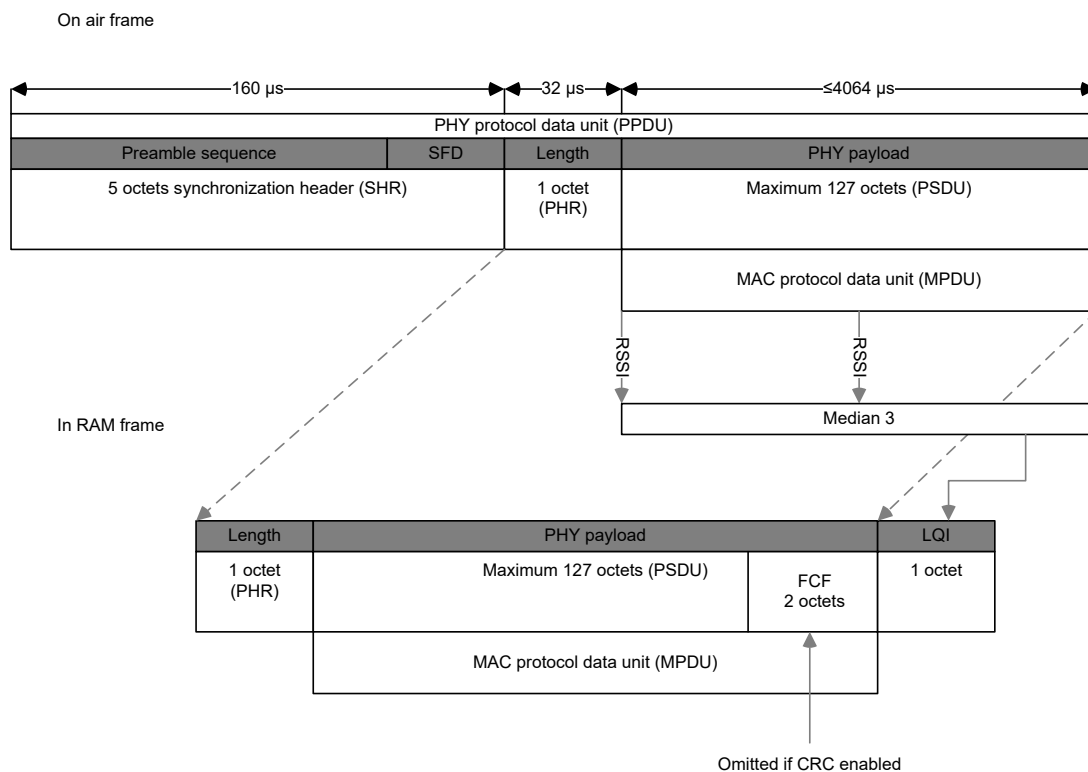 On air frame
160 µs
32 µs
≤4064 µs
PHY protocol data unit (PPDU)
Preamble sequence
SFD
Length
PHY payload
5 octets synchronization header (SHR)
1 octet
(PHR)
Maximum 127 octets (PSDU)
MAC protocol data unit (MPDU)
RSSI
RSSI
Median 3
In RAM frame
Length
PHY payload
LQI
1 octet
(PHR)
Maximum 127 octets (PSDU)
FCF
2 octets
1 octet
MAC protocol data unit (MPDU)
Omitted if CRC enabled